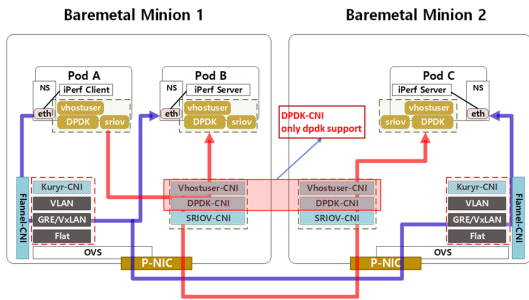 Baremetal Minion 1
Baremetal Minion 2
Pod A
NS
iPerf Client
vhostuser
eth
DPDK
sriov
Pod B
NS
iPerf Server
vhostuser
eth
DPDK
sriov
Pod C
NS
iPerf Server
vhostuser
sriov
DPDK
eth
DPDK-CNI
only dpdk support
Flannel-CNI
Kuryr-CNI
VLAN
GRE/VxLAN
Flat
OVS
Vhostuser-CNI
DPDK-CNI
SRIOV-CNI
P-NIC
Vhostuser-CNI
DPDK-CNI
SRIOV-CNI
Kuryr-CNI
VLAN
GRE/VxLAN
Flat
Flannel-CNI
OVS
P-NIC